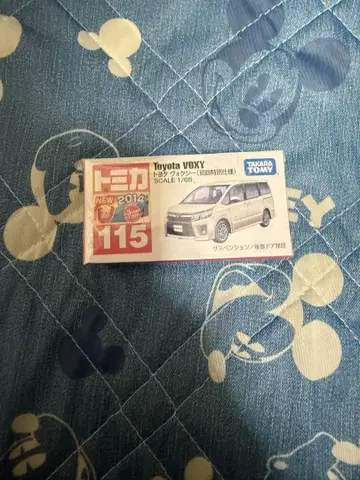 トミカ
NEW
2014
115
Toyota VOXY
トヨタ ヴォクシー(初回特別仕様)
SCALE 1/65
TAKARA
TOMY
サスペンション/後部ドア開閉